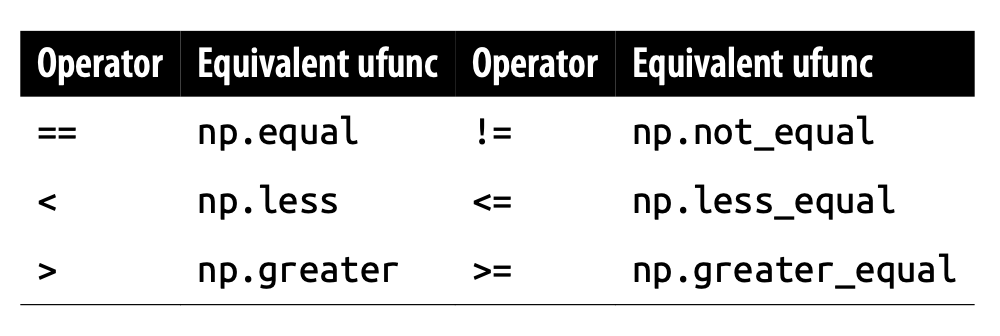 Operator Equivalent ufunc Operator Equivalent ufunc
== np.equal != np.not_equal
< np.less <= np.less_equal
> np.greater >= np.greater_equal